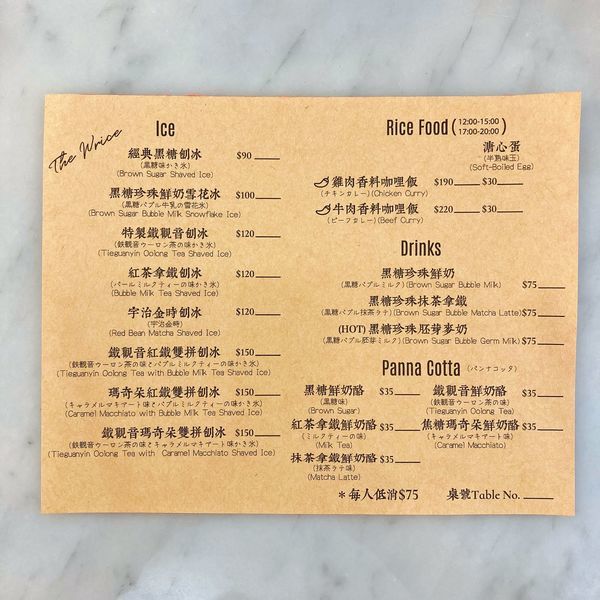 The Wrice
Ice
經典黑糖刨冰 $90
(黒糖味かき氷)
(Brown Sugar Shaved Ice)
黑糖珍珠鮮奶雪花冰 $100
(黒糖バブル牛乳の雪花氷)
(Brown Sugar Bubble Milk Snowflake Ice)
特製鐵觀音刨冰 $120
(鉄観音ウーロン茶の味かき氷)
(Tieguanyin Oolong Tea Shaved Ice)
紅茶拿鐵刨冰 $120
(パールミルクティーの味かき氷)
(Bubble Milk Tea Shaved Ice)
宇治金時刨冰 $120
(宇治金時)
(Red Bean Matcha Shaved Ice)
鐵觀音紅鐵雙拼刨冰 $150
(鉄観音ウーロン茶の味とバブルミルクティーの味かき氷)
(Tieguanyin Oolong Tea with Bubble Milk Tea Shaved Ice)
瑪奇朵紅鐵雙拼刨冰 $150
(キャラメルマキアート味とバブルミルクティーの味かき氷)
(Caramel Macchiato with Bubble Milk Tea Shaved Ice)
鐵觀音瑪奇朵雙拼刨冰 $150
(鉄観音ウーロン茶の味とキャラメルマキアート味かき氷)
(Tieguanyin Oolong Tea with Caramel Macchiato Shaved Ice)
Rice Food (12:00-15:00
17:00-20:00)
溏心蛋
(半熟味玉)
(Soft-Boiled Egg)
雞肉香料咖哩飯 $190 $30
(チキンカレー)(Chicken Curry)
牛肉香料咖哩飯 $220 $30
(ビーフカレー)(Beef Curry)
Drinks
黑糖珍珠鮮奶
(黒糖バブルミルク)(Brown Sugar Bubble Milk) $75
黑糖珍珠抹茶拿鐵
(黒糖バブル抹茶ラテ)(Brown Sugar Bubble Matcha Latte) $75
(HOT) 黑糖珍珠胚芽麥奶
(黒糖バブル胚芽ミルク)(Brown Sugar Bubble Germ Milk) $75
Panna Cotta (パンナコッタ)
黑糖鮮奶酪 $35
(黒糖味)
(Brown Sugar)
紅茶拿鐵鮮奶酪 $35
(ミルクティーの味)
(Milk Tea)
抹茶拿鐵鮮奶酪 $35
(抹茶ラテ味)
(Matcha Latte)
鐵觀音鮮奶酪 $35
(鉄観音ウーロン茶の味)
(Tieguanyin Oolong Tea)
焦糖瑪奇朵鮮奶酪 $35
(キャラメルマキアート味)
(Caramel Macchiato)
*每人低消$75
桌號Table No.